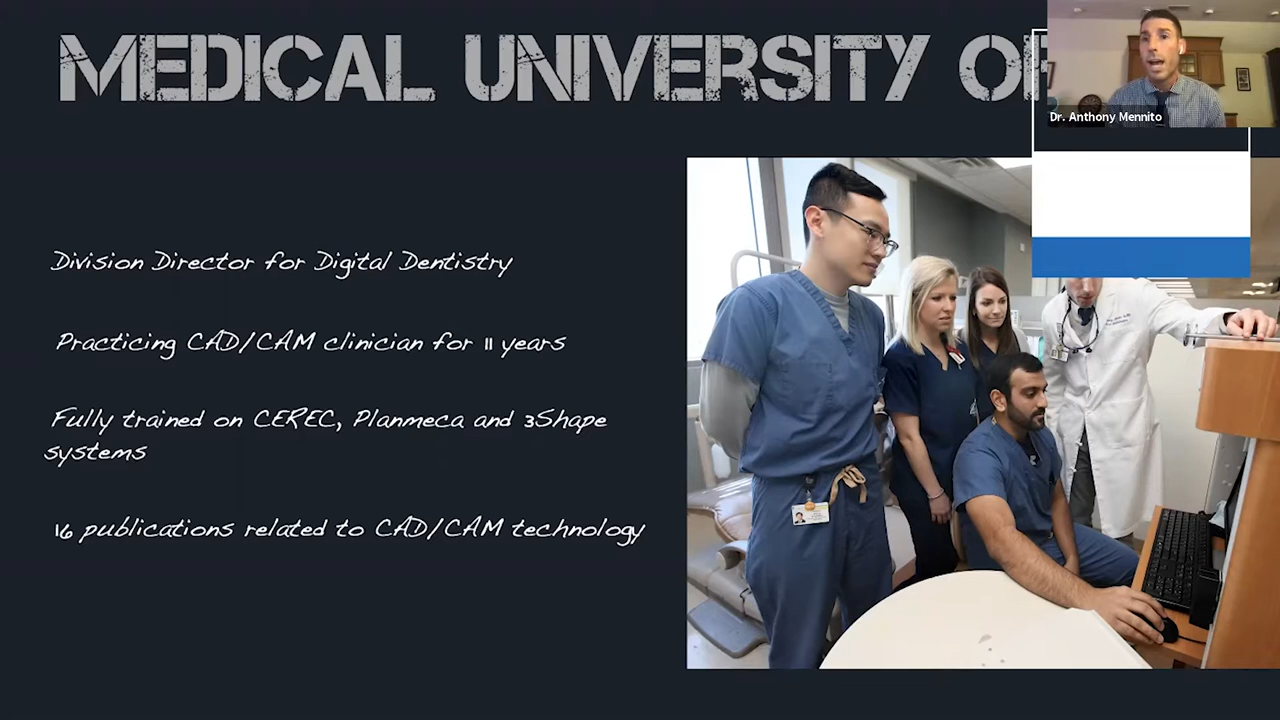 MEDICAL UNIVERSITY OF
Dr. Anthony Mennito
Division Director for Digital Dentistry
Practicing CAD/CAM clinician for 11 years
Fully trained on CEREC, Planmeca and 3Shape
systems
16 publications related to CAD/CAM technology